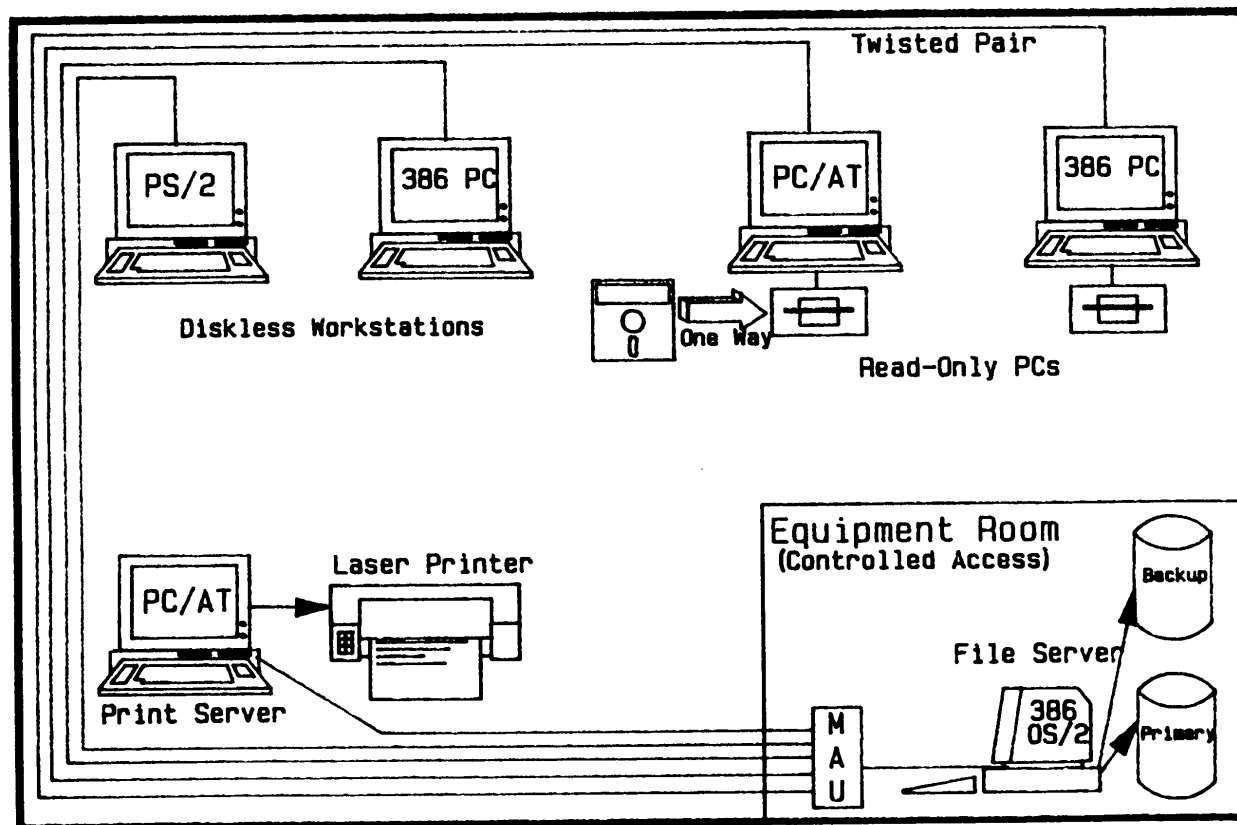 Twisted Pair
PS/2
386 PC
PC/AT
386 PC
Diskless Workstations
One Way
Read-Only PCs
Equipment Room
(Controlled Access)
Backup
Laser Printer
PC/AT
File Server
Print Server
386
OS/2
Primary
M
A
U